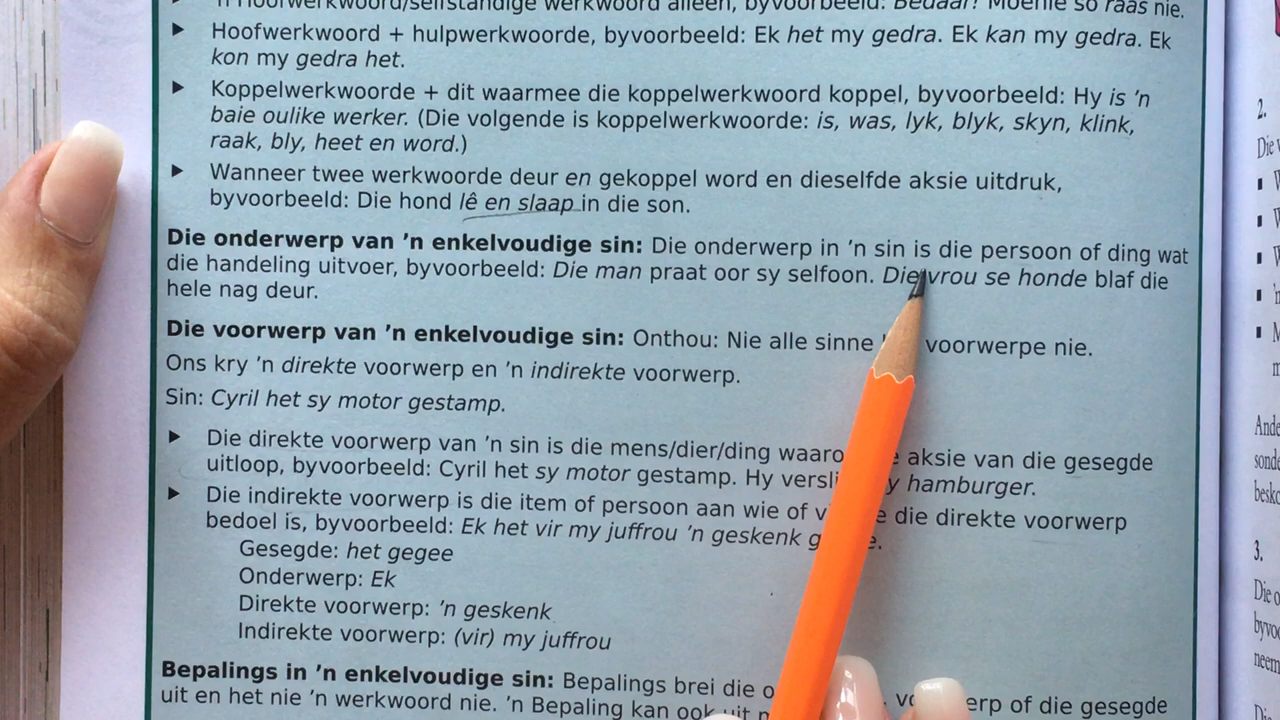 'n Hoofwerkwoord/selfstandige werkwoord alleen, byvoorbeeld: Bedaar! Moenie so raas nie.
▶ Hoofwerkwoord + hulpwerkwoorde, byvoorbeeld: Ek het my gedra. Ek kan my gedra. Ek
kon my gedra het.
▶ Koppelwerkwoorde + dit waarmee die koppelwerkwoord koppel, byvoorbeeld: Hy is ’n
baie oulike werker. (Die volgende is koppelwerkwoorde: is, was, lyk, blyk, skyn, klink,
raak, bly, heet en word.)
▶ Wanneer twee werkwoorde deur en gekoppel word en dieselfde aksie uitdruk,
byvoorbeeld: Die hond lê en slaap in die son.
Die onderwerp van ’n enkelvoudige sin: Die onderwerp in ’n sin is die persoon of ding wat
die handeling uitvoer, byvoorbeeld: Die man praat oor sy selfoon. Die vrou se honde blaf die
hele nag deur.
Die voorwerp van ’n enkelvoudige sin: Onthou: Nie alle sinne voorwerpe nie.
Ons kry ’n direkte voorwerp en ’n indirekte voorwerp.
Sin: Cyril het sy motor gestamp.
▶ Die direkte voorwerp van ’n sin is die mens/dier/ding aksie van die gesegde
uitloop, byvoorbeeld: Cyril het sy motor gestamp. Hy hamburger.
▶ Die indirekte voorwerp is die item of persoon aan wie of die direkte voorwerp
bedoel is, byvoorbeeld: Ek het vir my juffrou ’n geskenk
Gesegde: het gegee
Onderwerp: Ek
Direkte voorwerp: ’n geskenk
Indirekte voorwerp: (vir) my juffrou
Bepalings in ’n enkelvoudige sin: Bepalings brei die of die gesegde
uit en het nie ’n werkwoord nie. ’n Bepaling kan ook uit
2.
Die
3.
Die